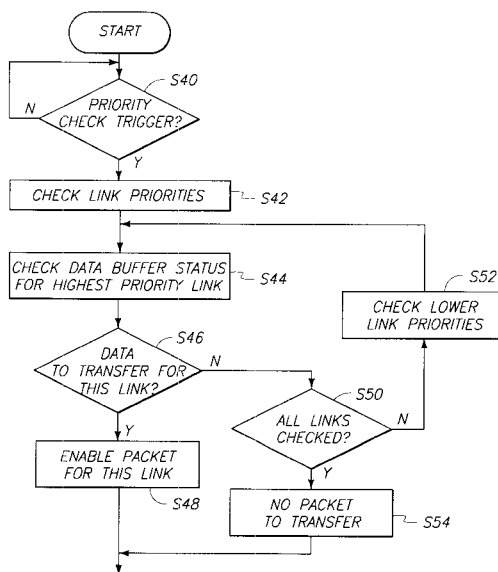 START
S40
N
PRIORITY
CHECK TRIGGER?
Y
CHECK LINK PRIORITIES
S42
CHECK DATA BUFFER STATUS
FOR HIGHEST PRIORITY LINK
S44
S52
CHECK LOWER
LINK PRIORITIES
S46
DATA
TO TRANSFER FOR
THIS LINK?
N
S50
ALL LINKS
CHECKED?
N
Y
ENABLE PACKET
FOR THIS LINK
S48
Y
NO PACKET
TO TRANSFER
S54